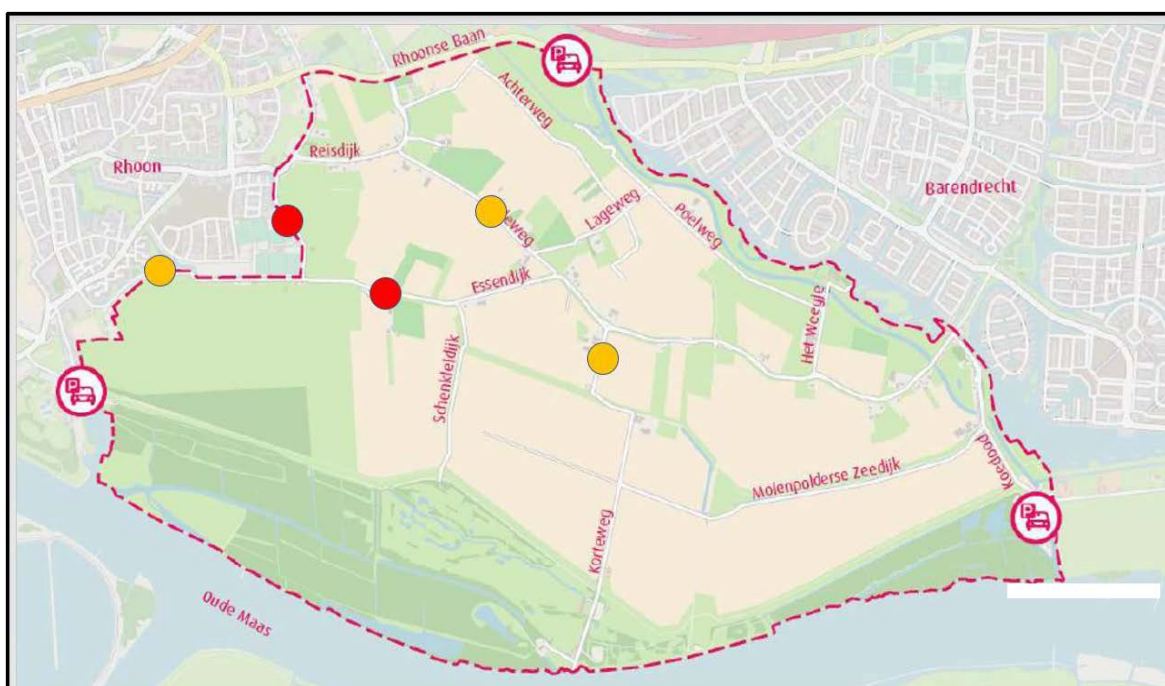 Rhoonse Baan
P
Achterweg
Reisdijk
Rhoon
Barendrecht
Lageweg
Poelweg
Essendijk
Het Weegje
P
Schenkeldijk
Molenpolderse Zeedijk
Koedood
P
Korteweg
Oude Maas